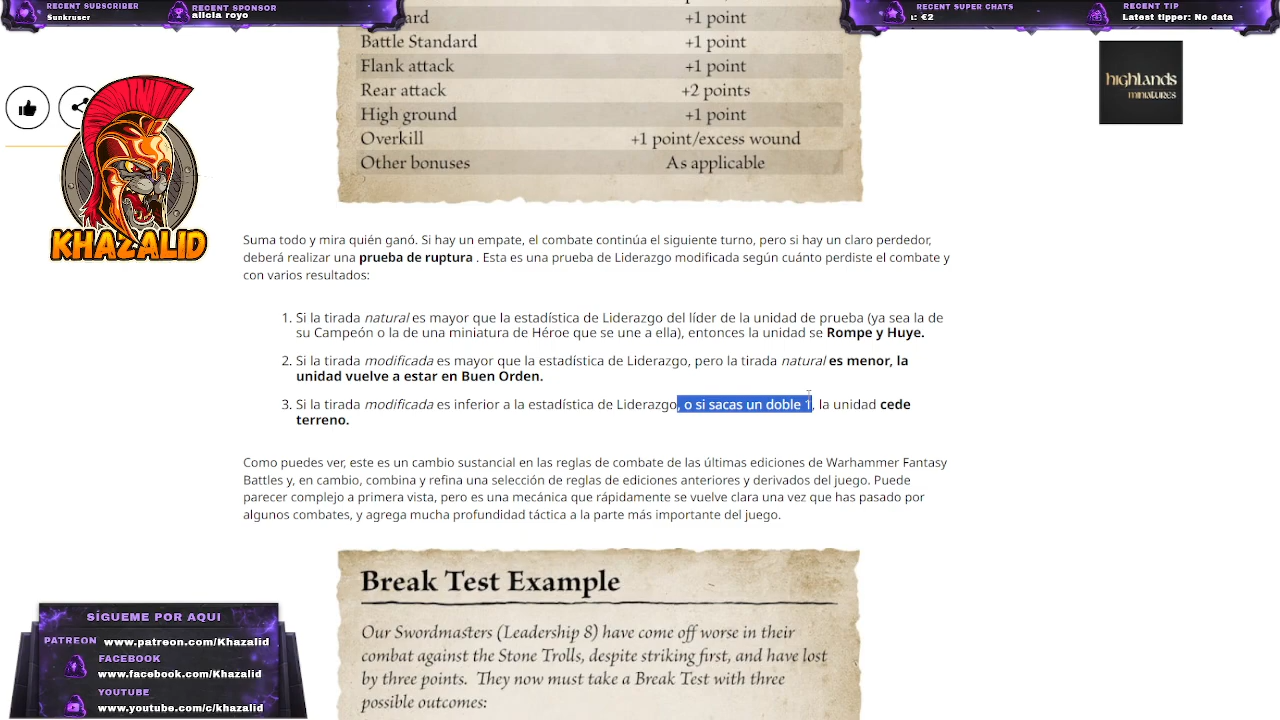 RECENT SUBSCRIBER
Sunkruser
RECENT SPONSOR
alicia royo
RECENT SUPER CHATS
: €2
RECENT TIP
Latest tipper: No data
ard +1 point
Battle Standard +1 point
Flank attack +1 point
Rear attack +2 points
High ground +1 point
Overkill +1 point/excess wound
Other bonuses As applicable
highlands
miniatures
KHAZALID
Suma todo y mira quién ganó. Si hay un empate, el combate continúa el siguiente turno, pero si hay un claro perdedor,
deberá realizar una prueba de ruptura . Esta es una prueba de Liderazgo modificada según cuánto perdiste el combate y
con varios resultados:
1. Si la tirada natural es mayor que la estadística de Liderazgo del líder de la unidad de prueba (ya sea la de
su Campeón o la de una miniatura de Héroe que se une a ella), entonces la unidad se Rompe y Huye.
2. Si la tirada modificada es mayor que la estadística de Liderazgo, pero la tirada natural es menor, la
unidad vuelve a estar en Buen Orden.
3. Si la tirada modificada es inferior a la estadística de Liderazgo, o si sacas un doble 1, la unidad cede
terreno.
Como puedes ver, este es un cambio sustancial en las reglas de combate de las últimas ediciones de Warhammer Fantasy
Battles y, en cambio, combina y refina una selección de reglas de ediciones anteriores y derivados del juego. Puede
parecer complejo a primera vista, pero es una mecánica que rápidamente se vuelve clara una vez que has pasado por
algunos combates, y agrega mucha profundidad táctica a la parte más importante del juego.
Break Test Example
Our Swordmasters (Leadership 8) have come off worse in their
combat against the Stone Trolls, despite striking first, and have lost
by three points. They now must take a Break Test with three
possible outcomes:
SÍGUEME POR AQUI
PATREON www.patreon.com/Khazalid
FACEBOOK
www.facebook.com/Khazalid
YOUTUBE
www.youtube.com/c/khazalid